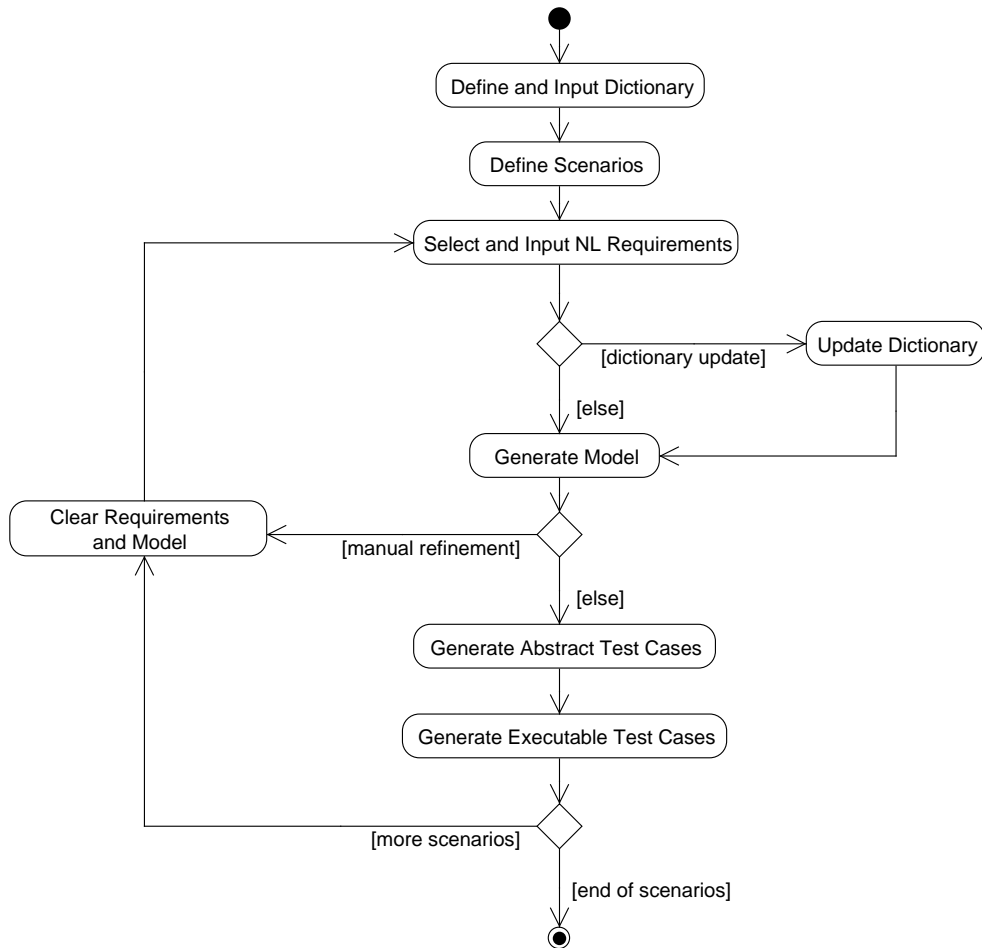 Define and Input Dictionary
Define Scenarios
Select and Input NL Requirements
[dictionary update]
Update Dictionary
[else]
Generate Model
Clear Requirements
and Model
[manual refinement]
[else]
Generate Abstract Test Cases
Generate Executable Test Cases
[more scenarios]
[end of scenarios]